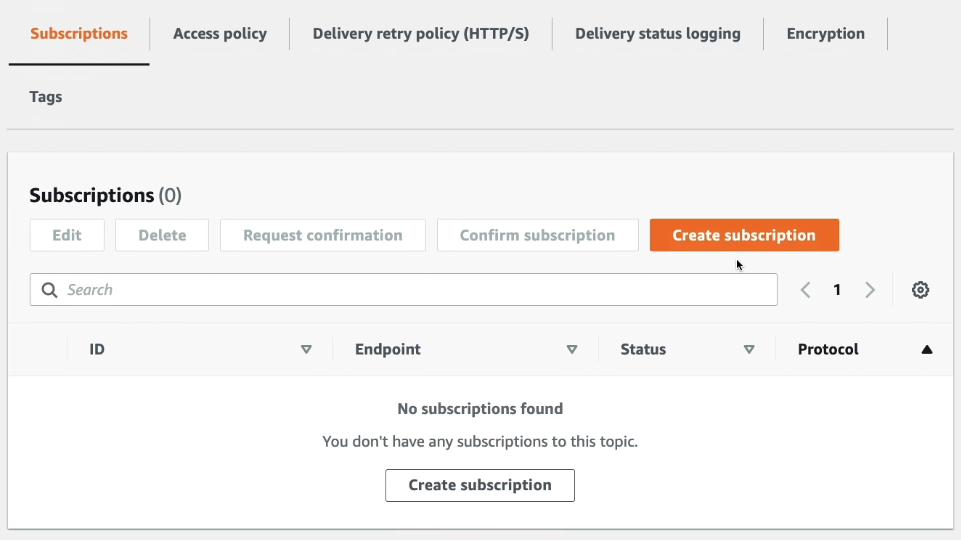 Subscriptions Access policy Delivery retry policy (HTTP/S) Delivery status logging Encryption
Tags
Subscriptions (0)
Edit Delete Request confirmation Confirm subscription Create subscription
Search 1
ID Endpoint Status Protocol
No subscriptions found
You don't have any subscriptions to this topic.
Create subscription